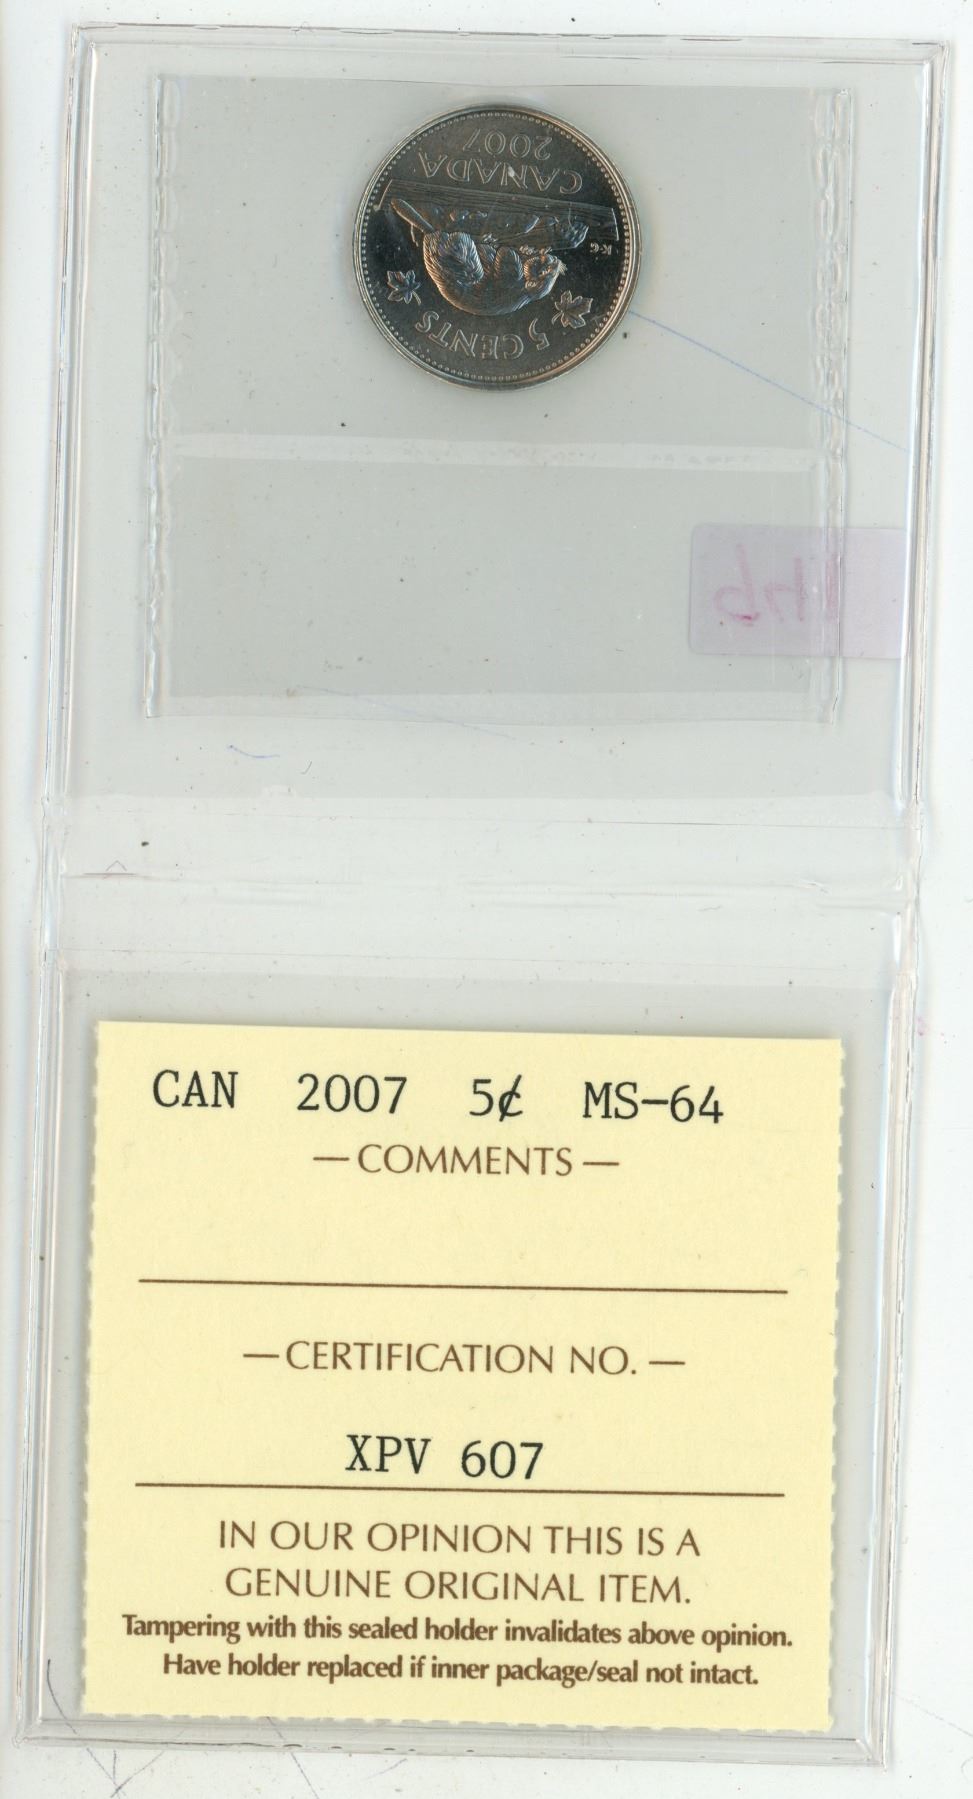 5 CENTS
K·G
CANADA
2007
CAN 2007 5¢ MS-64
— COMMENTS —
— CERTIFICATION NO. —
XPV 607
IN OUR OPINION THIS IS A
GENUINE ORIGINAL ITEM.
Tampering with this sealed holder invalidates above opinion.
Have holder replaced if inner package/seal not intact.